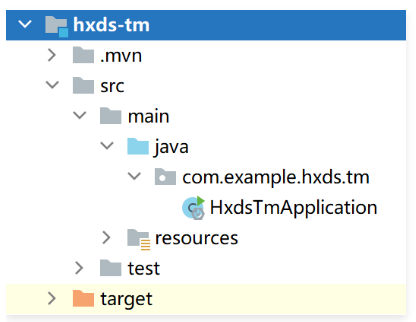 hxds-tm
.mvn
src
main
java
com.example.hxds.tm
HxdsTmApplication
resources
test
target